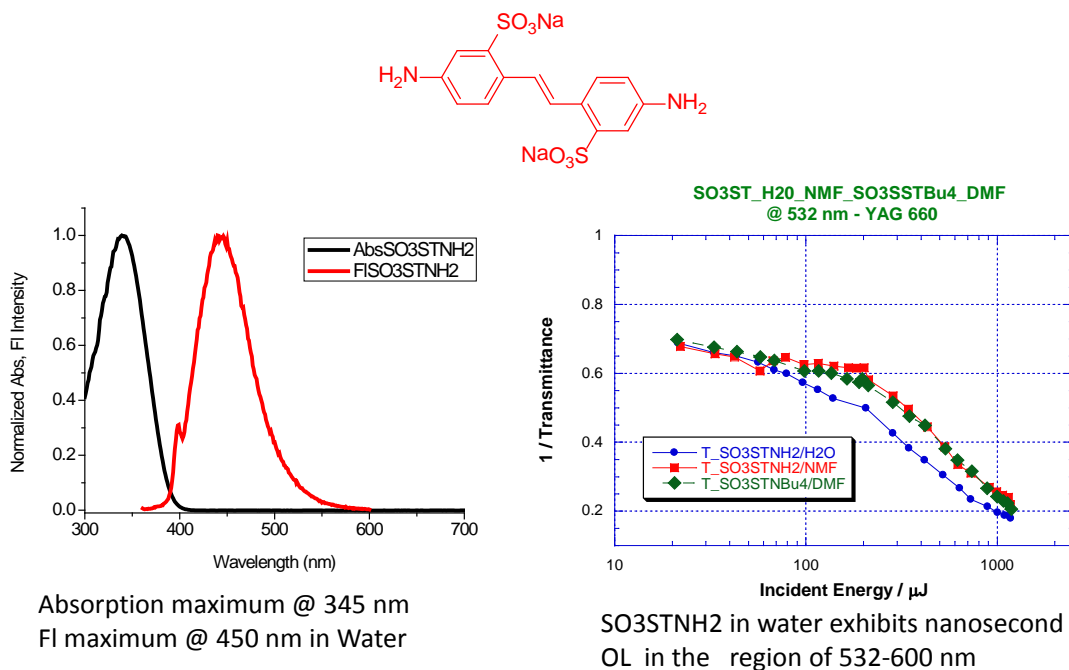 SO3Na
H2N
NH2
NaO3S
1.0
0.8
0.6
0.4
0.2
0.0
Normalized Abs, Fl Intensity
AbsSO3STNH2
FlSO3STNH2
300 400 500 600 700
Wavelength (nm)
Absorption maximum @ 345 nm
Fl maximum @ 450 nm in Water
SO3ST_H20_NMF_SO3SSTBu4_DMF
@ 532 nm - YAG 660
1
0.8
0.6
0.4
0.2
1 / Transmittance
T_SO3STNH2/H2O
T_SO3STNH2/NMF
T_SO3STNBu4/DMF
10 100 1000
Incident Energy / µJ
SO3STNH2 in water exhibits nanosecond
OL in the region of 532-600 nm